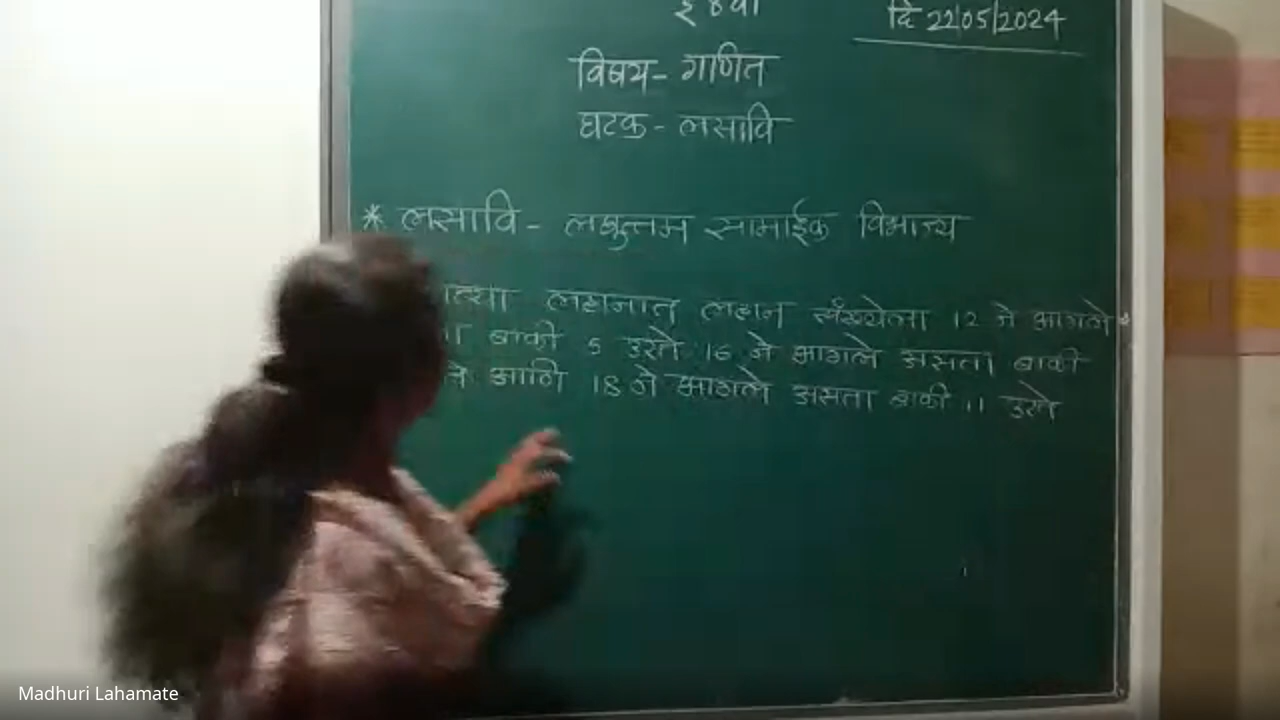 इ ८वी
दि 22/05/2024
विषय - गणित
घटक - लसावि
* लसावि - लघुत्तम सामाईक विभाज्य
लहानात लहान संख्येला 12 ने भागले
बाकी 5 उरते 16 ने भागले असता बाकी
आणि 18 ने भागले असता बाकी 11 उरते
Madhuri Lahamate